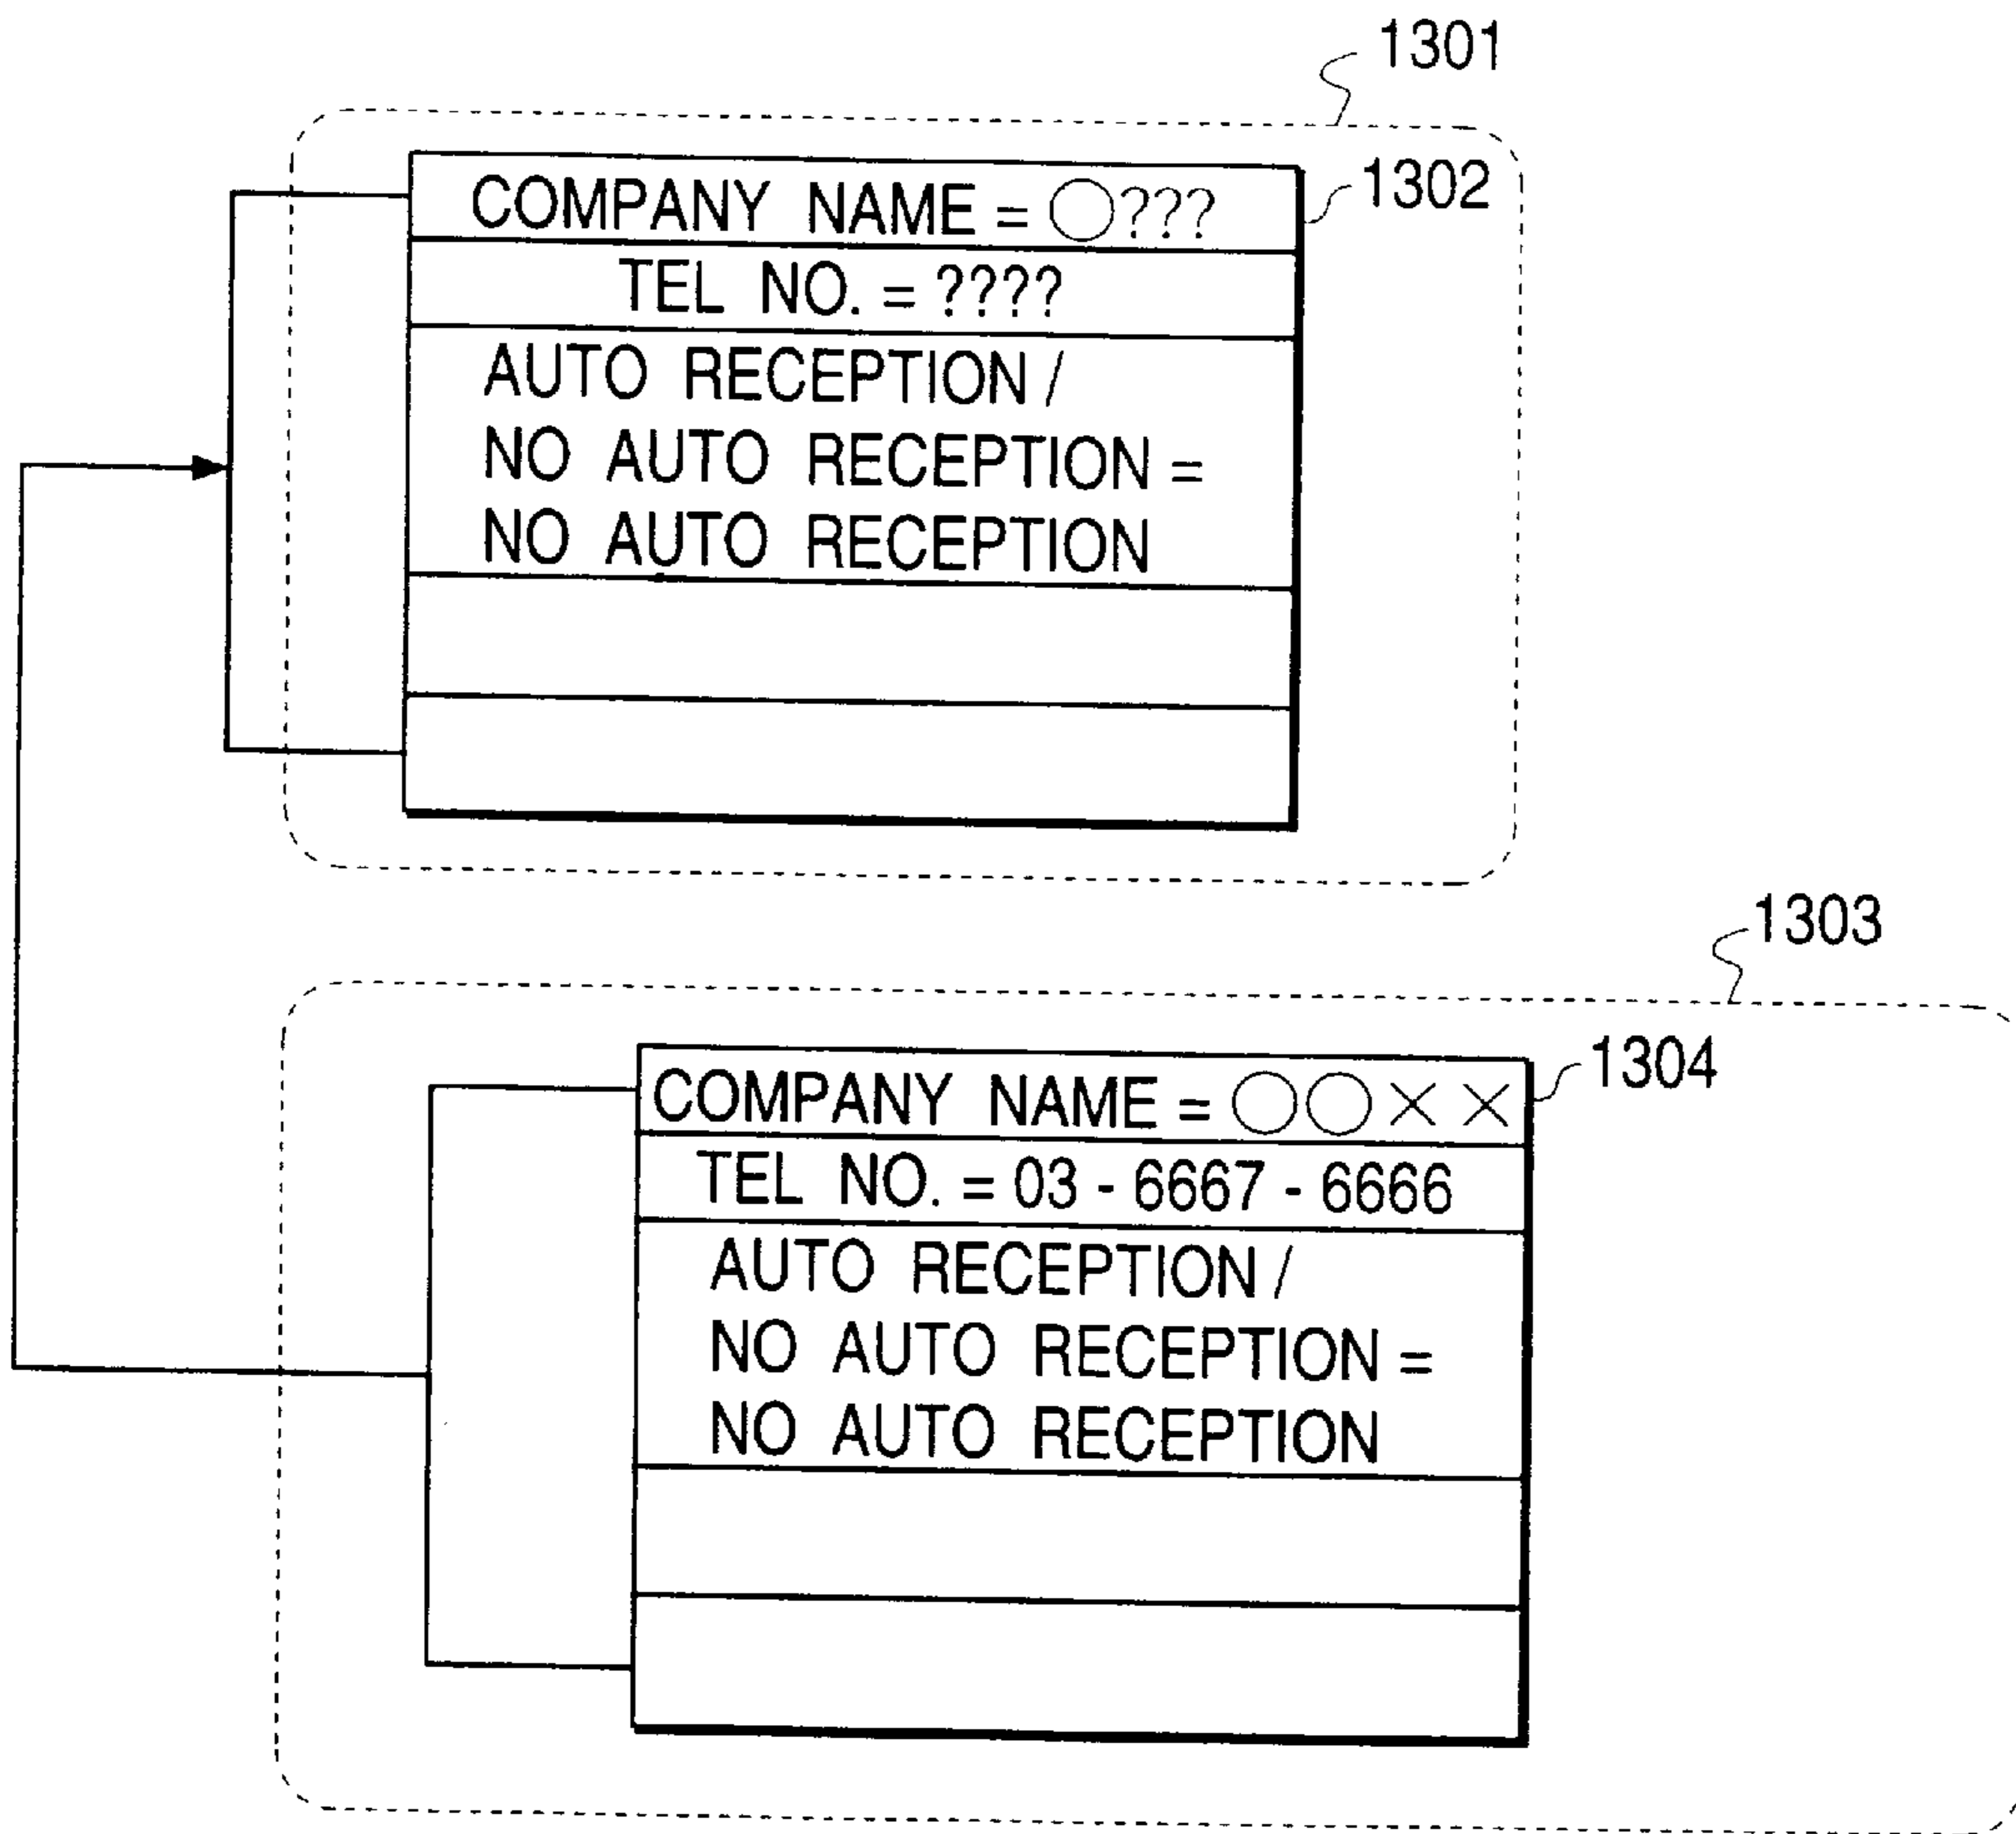 1301
1302
COMPANY NAME = ○???
TEL NO. = ????
AUTO RECEPTION /
NO AUTO RECEPTION =
NO AUTO RECEPTION
1303
1304
COMPANY NAME = ○○××
TEL NO. = 03 - 6667 - 6666
AUTO RECEPTION /
NO AUTO RECEPTION =
NO AUTO RECEPTION